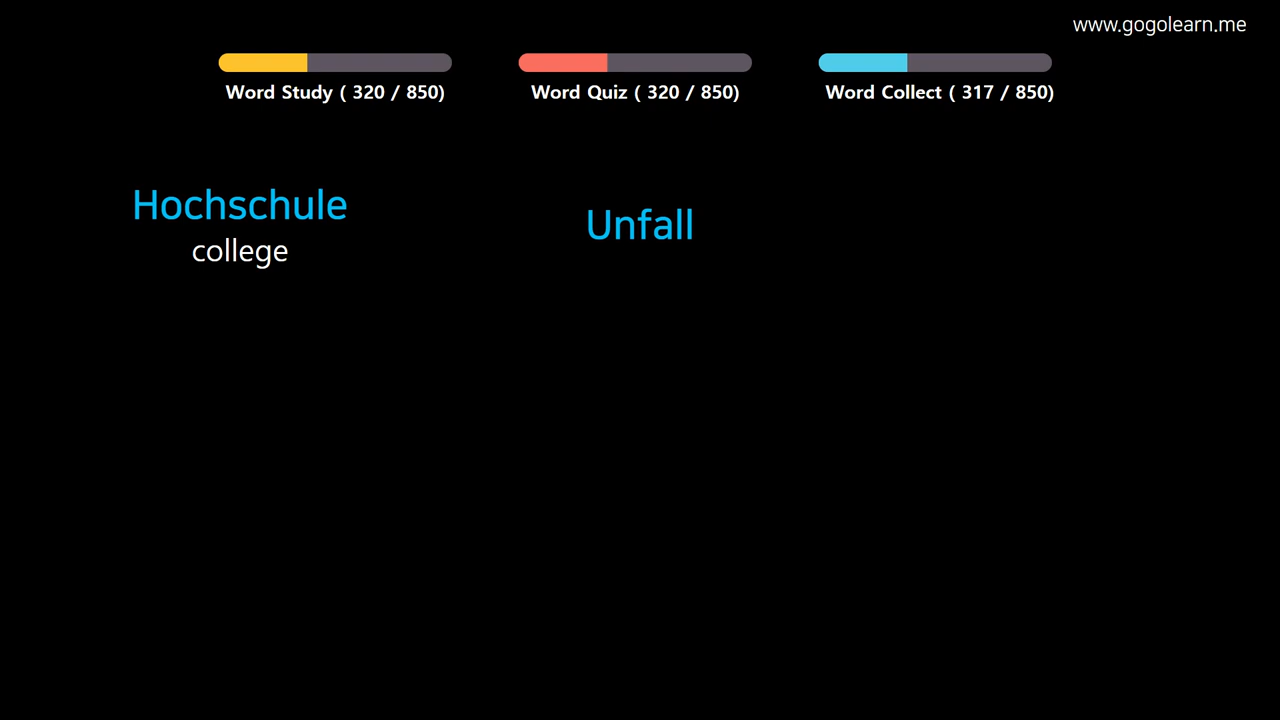 www.gogolearn.me
Word Study ( 320 / 850)
Word Quiz ( 320 / 850)
Word Collect ( 317 / 850)
Hochschule
college
Unfall